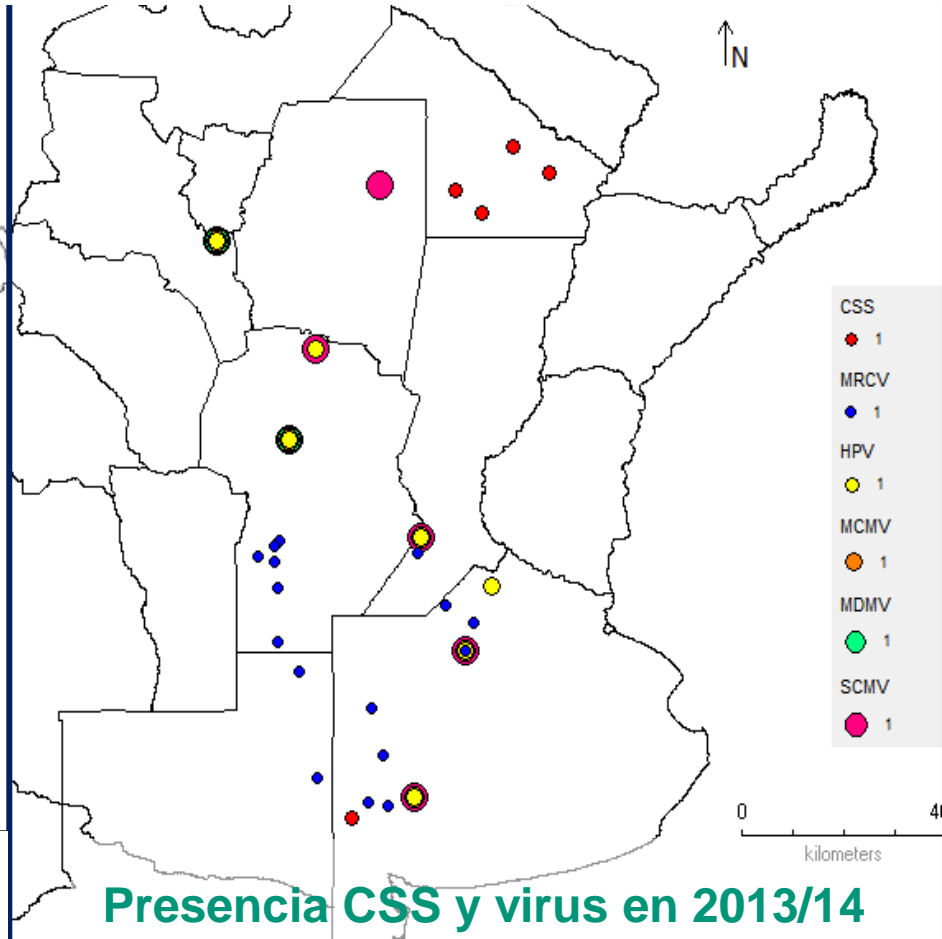 N
CSS
1
MRCV
1
HPV
1
MCMV
1
MDMV
1
SCMV
1
0
kilometers
Presencia CSS y virus en 2013/14